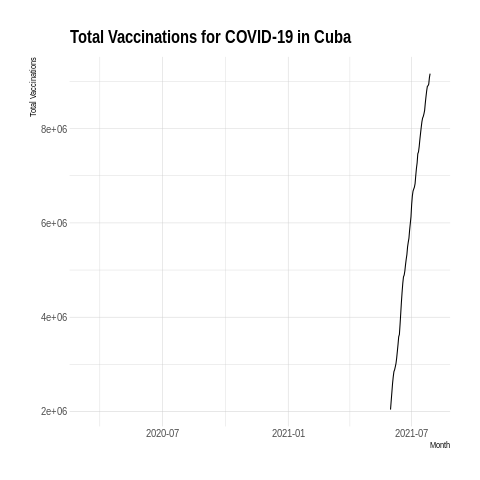 Total Vaccinations for COVID-19 in Cuba
Total Vaccinations
8e+06
6e+06
4e+06
2e+06
2020-07
2021-01
2021-07
Month